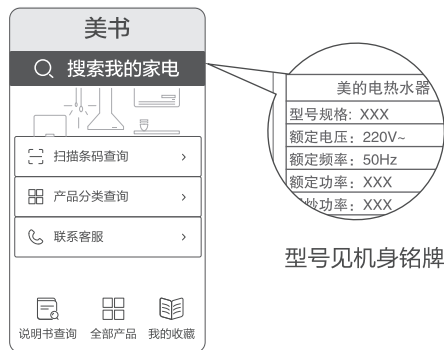 美书
搜索我的家电
扫描条码查询
产品分类查询
联系客服
说明书查询 全部产品 我的收藏
美的电热水器
型号规格: XXX
额定电压: 220V~
额定频率: 50Hz
额定功率: XXX
功率: XXX
型号见机身铭牌